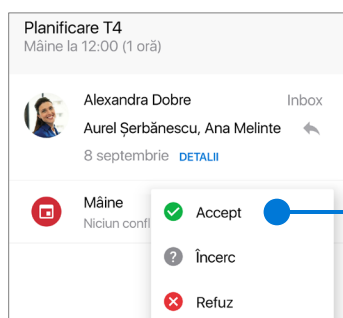 Planificare T4
Mâine la 12:00 (1 oră)
Alexandra Dobre Inbox
Aurel Șerbănescu, Ana Melinte
8 septembrie DETALII
Mâine
Niciun confl
Accept
Încerc
Refuz